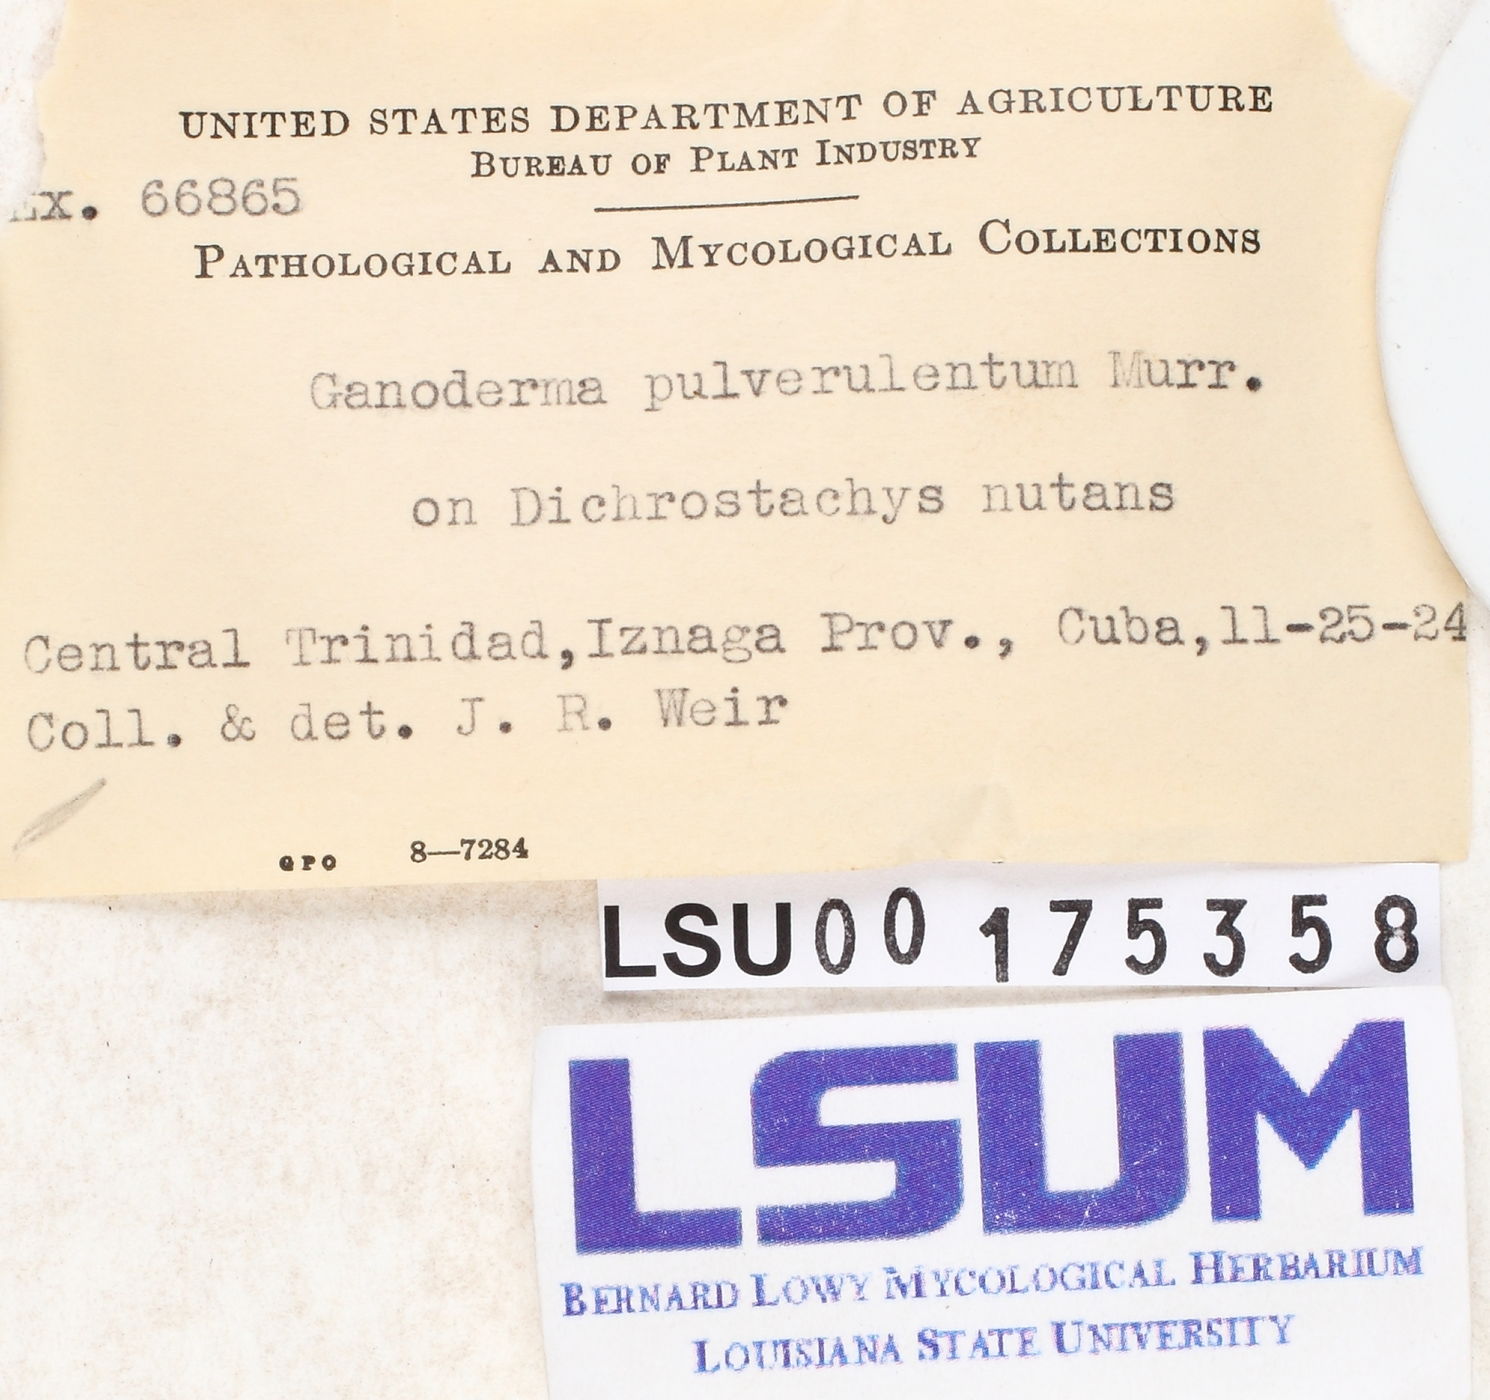 UNITED STATES DEPARTMENT OF AGRICULTURE
BUREAU OF PLANT INDUSTRY
Ex. 66865
PATHOLOGICAL AND MYCOLOGICAL COLLECTIONS
Ganoderma pulverulentum Murr.
on Dichrostachys nutans
Central Trinidad,Iznaga Prov., Cuba,11-25-24
Coll. & det. J. R. Weir
GPO 8—7284
LSU00175358
LSUM
BERNARD LOWY MYCOLOGICAL HERBARIUM
LOUISIANA STATE UNIVERSITY